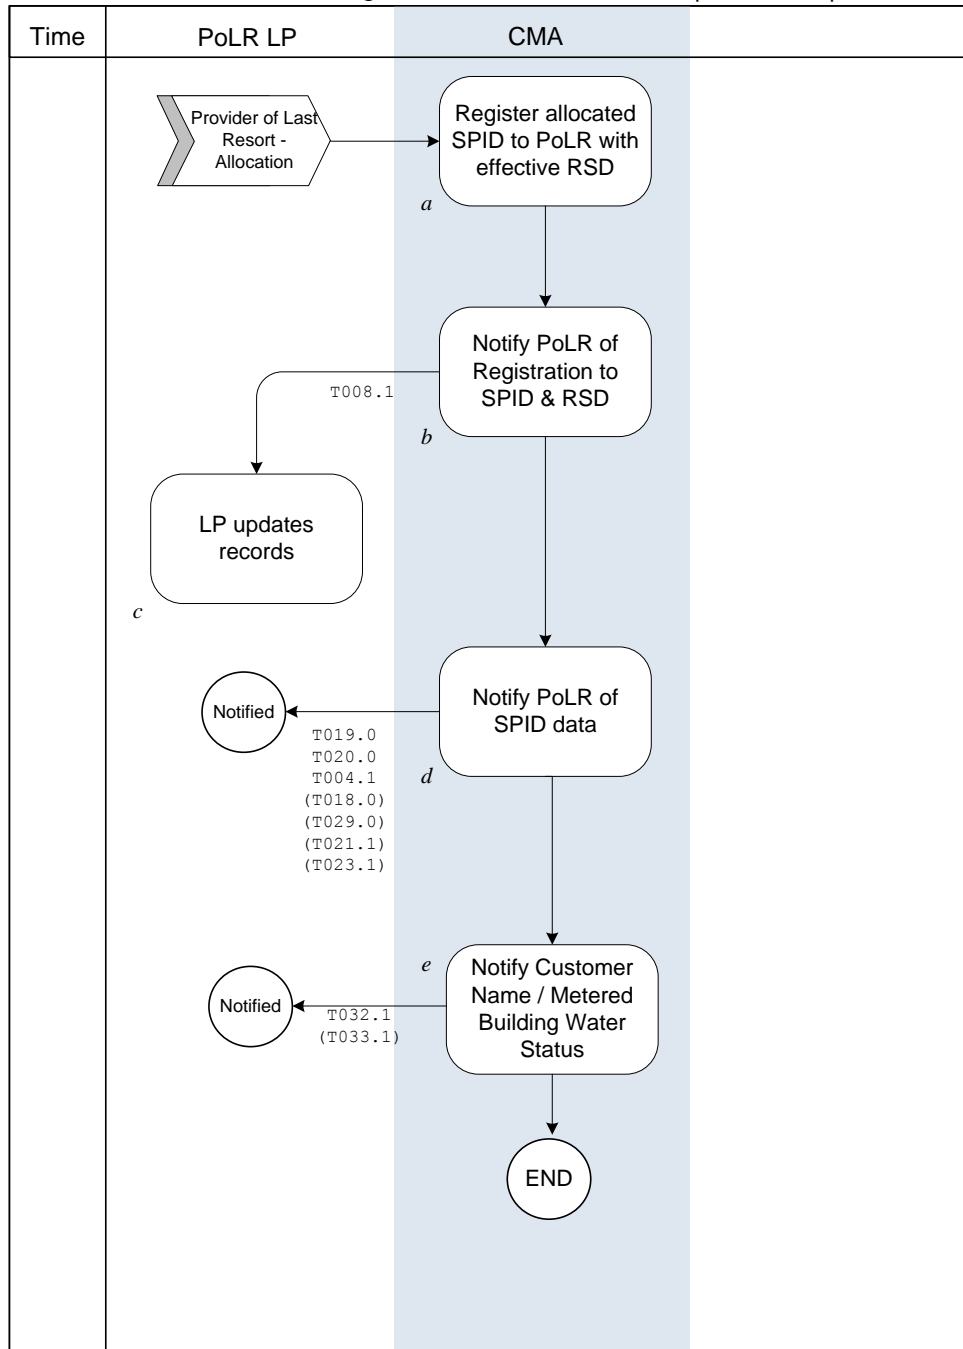 Time
PoLR LP
CMA
Provider of Last
Resort -
Allocation
Register allocated
SPID to PoLR with
effective RSD
a
Notify PoLR of
Registration to
SPID & RSD
T008.1
b
LP updates
records
c
Notify PoLR of
SPID data
Notified
T019.0
T020.0
T004.1
(T018.0)
(T029.0)
(T021.1)
(T023.1)
d
e
Notify Customer
Name / Metered
Building Water
Status
Notified
T032.1
(T033.1)
END